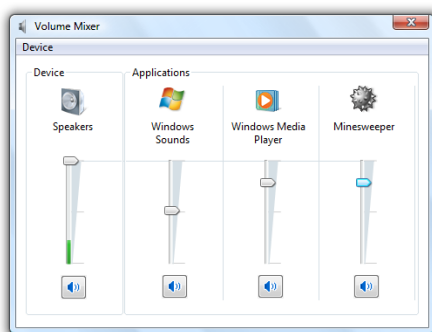 Volume Mixer
Device
Device
Applications
Speakers
Windows
Sounds
Windows Media
Player
Minesweeper